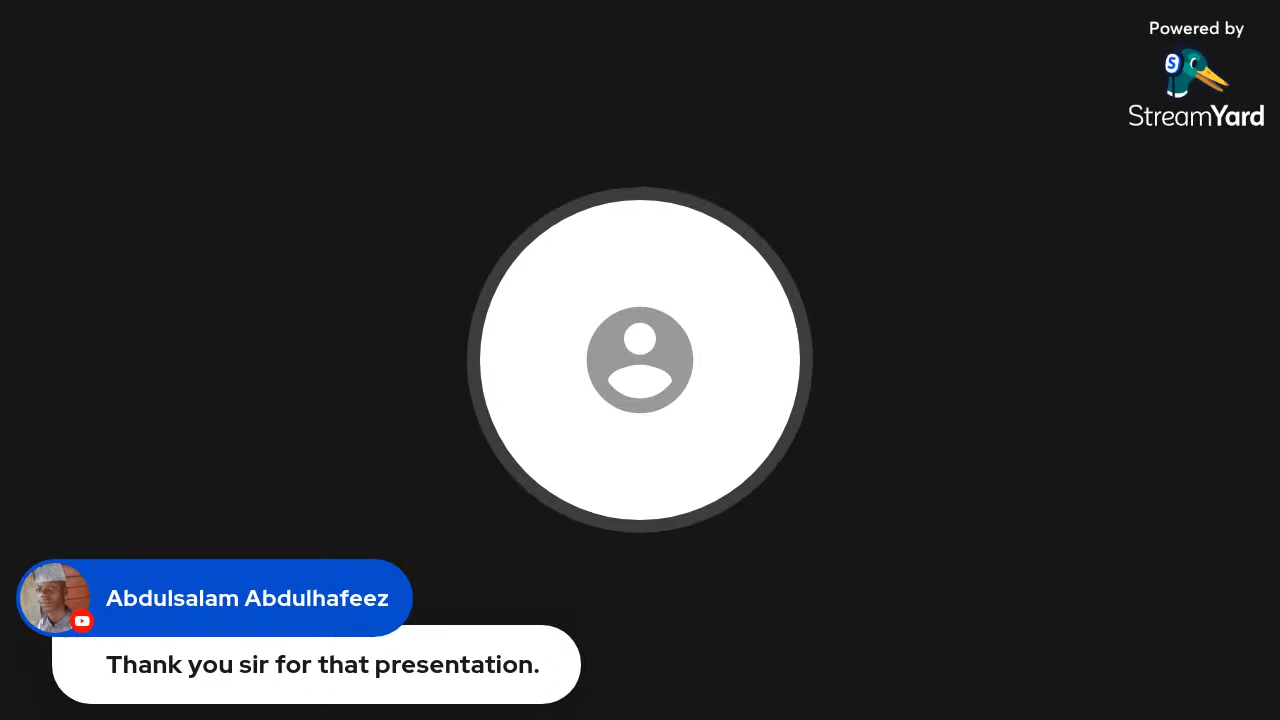 Powered by
S
StreamYard
Abdulsalam Abdulhafeez
Thank you sir for that presentation.